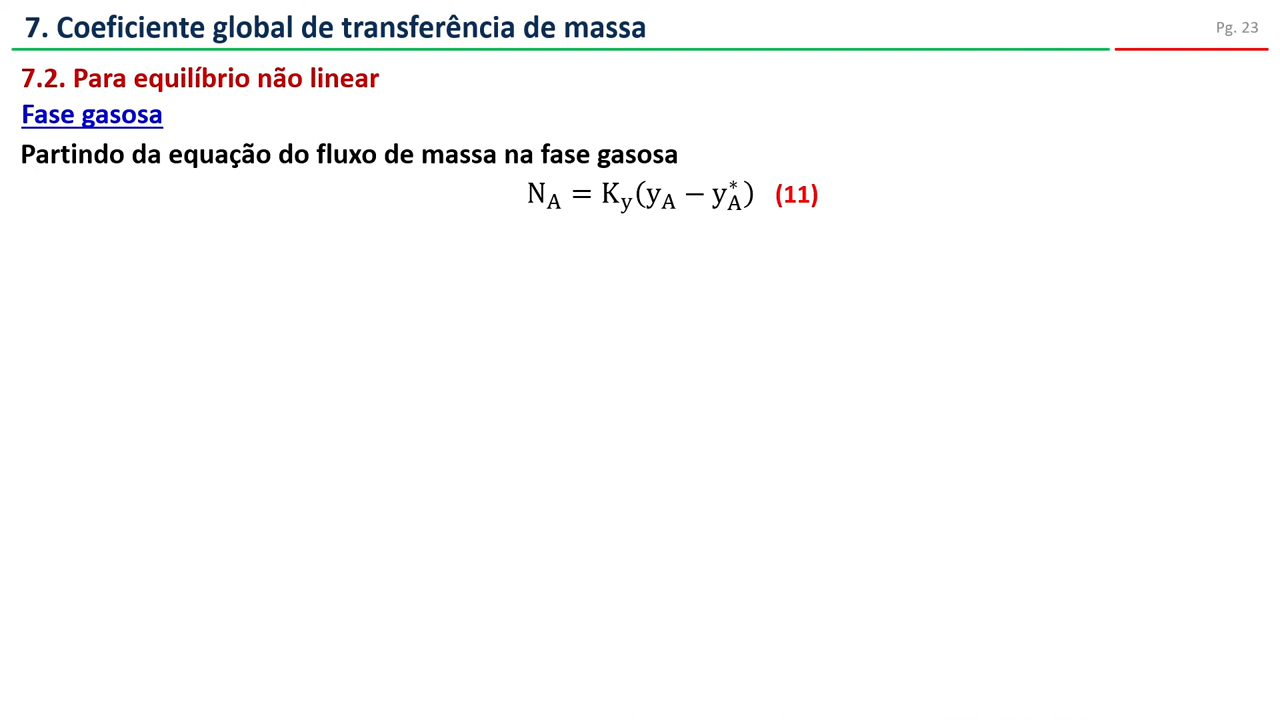 7. Coeficiente global de transferência de massa
Pg. 23
7.2. Para equilíbrio não linear
Fase gasosa
Partindo da equação do fluxo de massa na fase gasosa
N_A = K_y(y_A − y_A^*) (11)